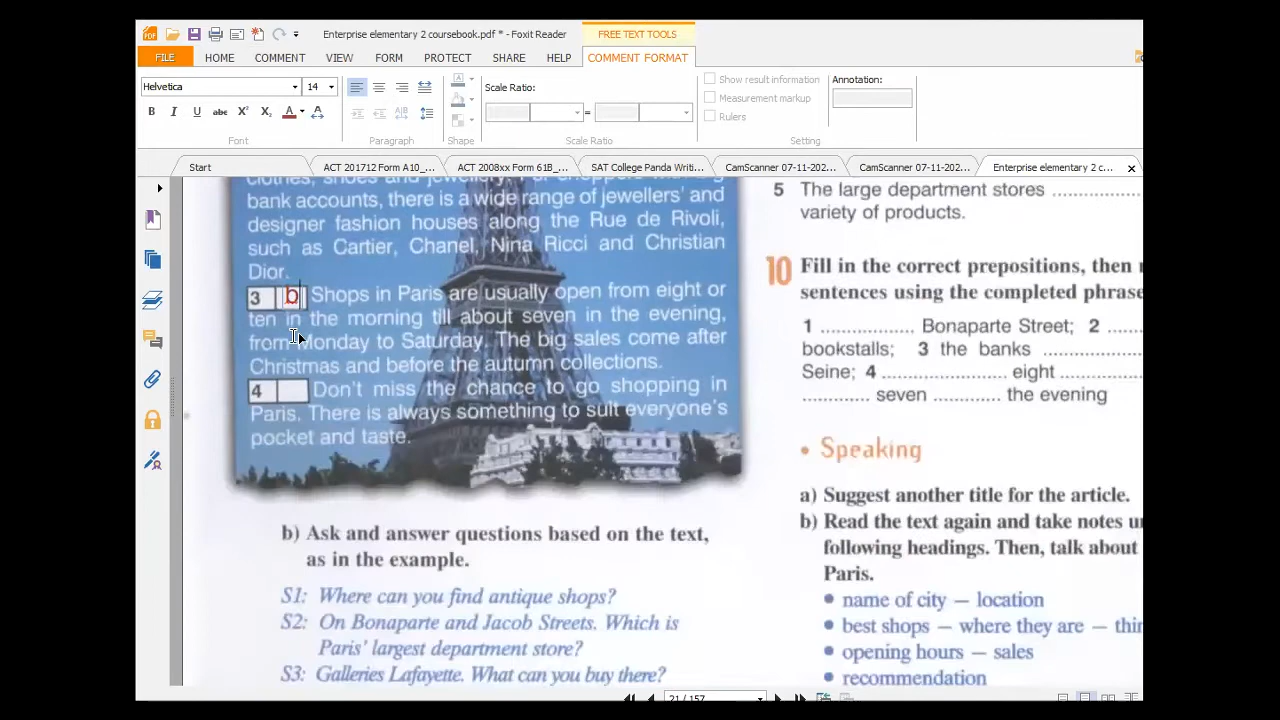 Enterprise elementary 2 coursebook.pdf * - Foxit Reader
FREE TEXT TOOLS
FILE HOME COMMENT VIEW FORM PROTECT SHARE HELP COMMENT FORMAT
Helvetica 14
Scale Ratio:
Show result information
Measurement markup
Rulers
Annotation:
B I U abc X² X₂ A
=
Font Paragraph Shape Scale Ratio Setting
Start ACT 201712 Form A10_... ACT 2008xx Form 61B_... SAT College Panda Writi... CamScanner 07-11-202... CamScanner 07-11-202... Enterprise elementary 2 c...
clothes, shoes and jewellery.
bank accounts, there is a wide range of jewellers' and
designer fashion houses along the Rue de Rivoli,
such as Cartier, Chanel, Nina Ricci and Christian
Dior.
3 b Shops in Paris are usually open from eight or
ten in the morning till about seven in the evening,
from Monday to Saturday. The big sales come after
Christmas and before the autumn collections.
4 Don't miss the chance to go shopping in
Paris. There is always something to suit everyone's
pocket and taste.
b) Ask and answer questions based on the text,
as in the example.
S1: Where can you find antique shops?
S2: On Bonaparte and Jacob Streets. Which is
Paris' largest department store?
S3: Galleries Lafayette. What can you buy there?
5 The large department stores ..................
variety of products.
10 Fill in the correct prepositions, then
sentences using the completed phrase
1 .................. Bonaparte Street; 2 .......
bookstalls; 3 the banks ..................
Seine; 4 ........................ eight ..................
............. seven ............. the evening
• Speaking
a) Suggest another title for the article.
b) Read the text again and take notes
following headings. Then, talk about
Paris.
• name of city – location
• best shops – where they are –
• opening hours – sales
• recommendation
21 / 157